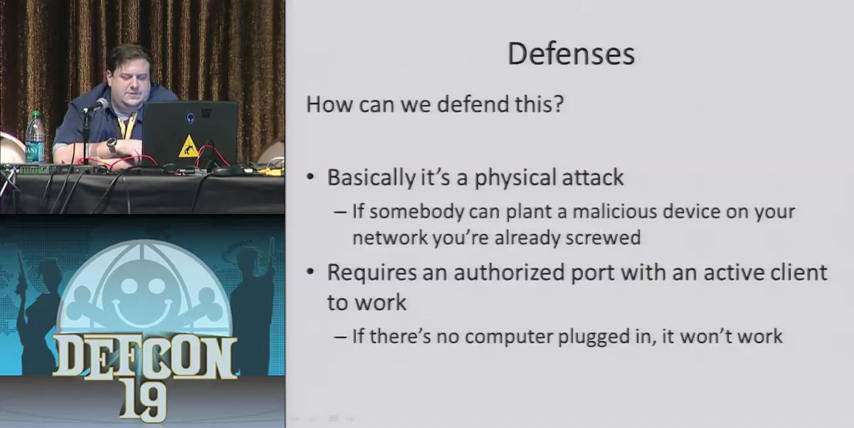 Defenses
How can we defend this?
• Basically it's a physical attack
– If somebody can plant a malicious device on your
network you're already screwed
• Requires an authorized port with an active client
to work
– If there's no computer plugged in, it won't work
DEFCON
19